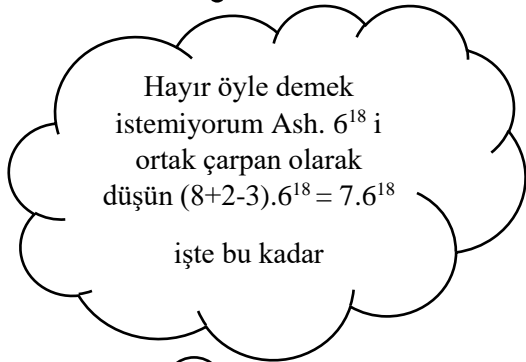 Hayır öyle demek
istemiyorum Ash. 6¹⁸ i
ortak çarpan olarak
düşün (8+2-3).6¹⁸ = 7.6¹⁸
işte bu kadar